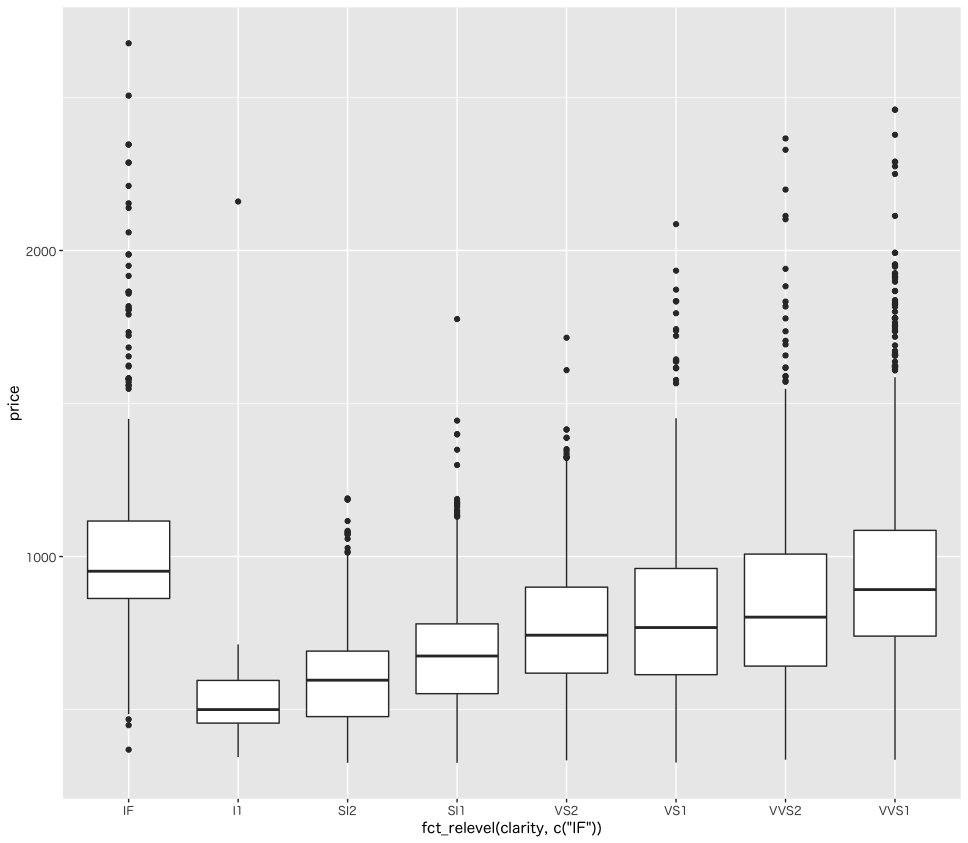 price
2000
1000
IF I1 SI2 SI1 VS2 VS1 VVS2 VVS1
fct_relevel(clarity, c("IF"))